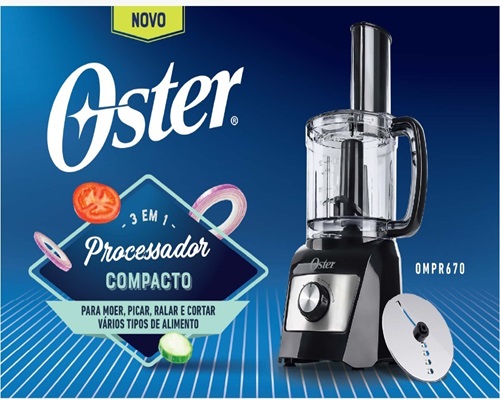 NOVO
Oster®
- 3 EM 1 -
Processador
COMPACTO
PARA MOER, PICAR, RALAR E CORTAR
VÁRIOS TIPOS DE ALIMENTO
Oster
OMPR670